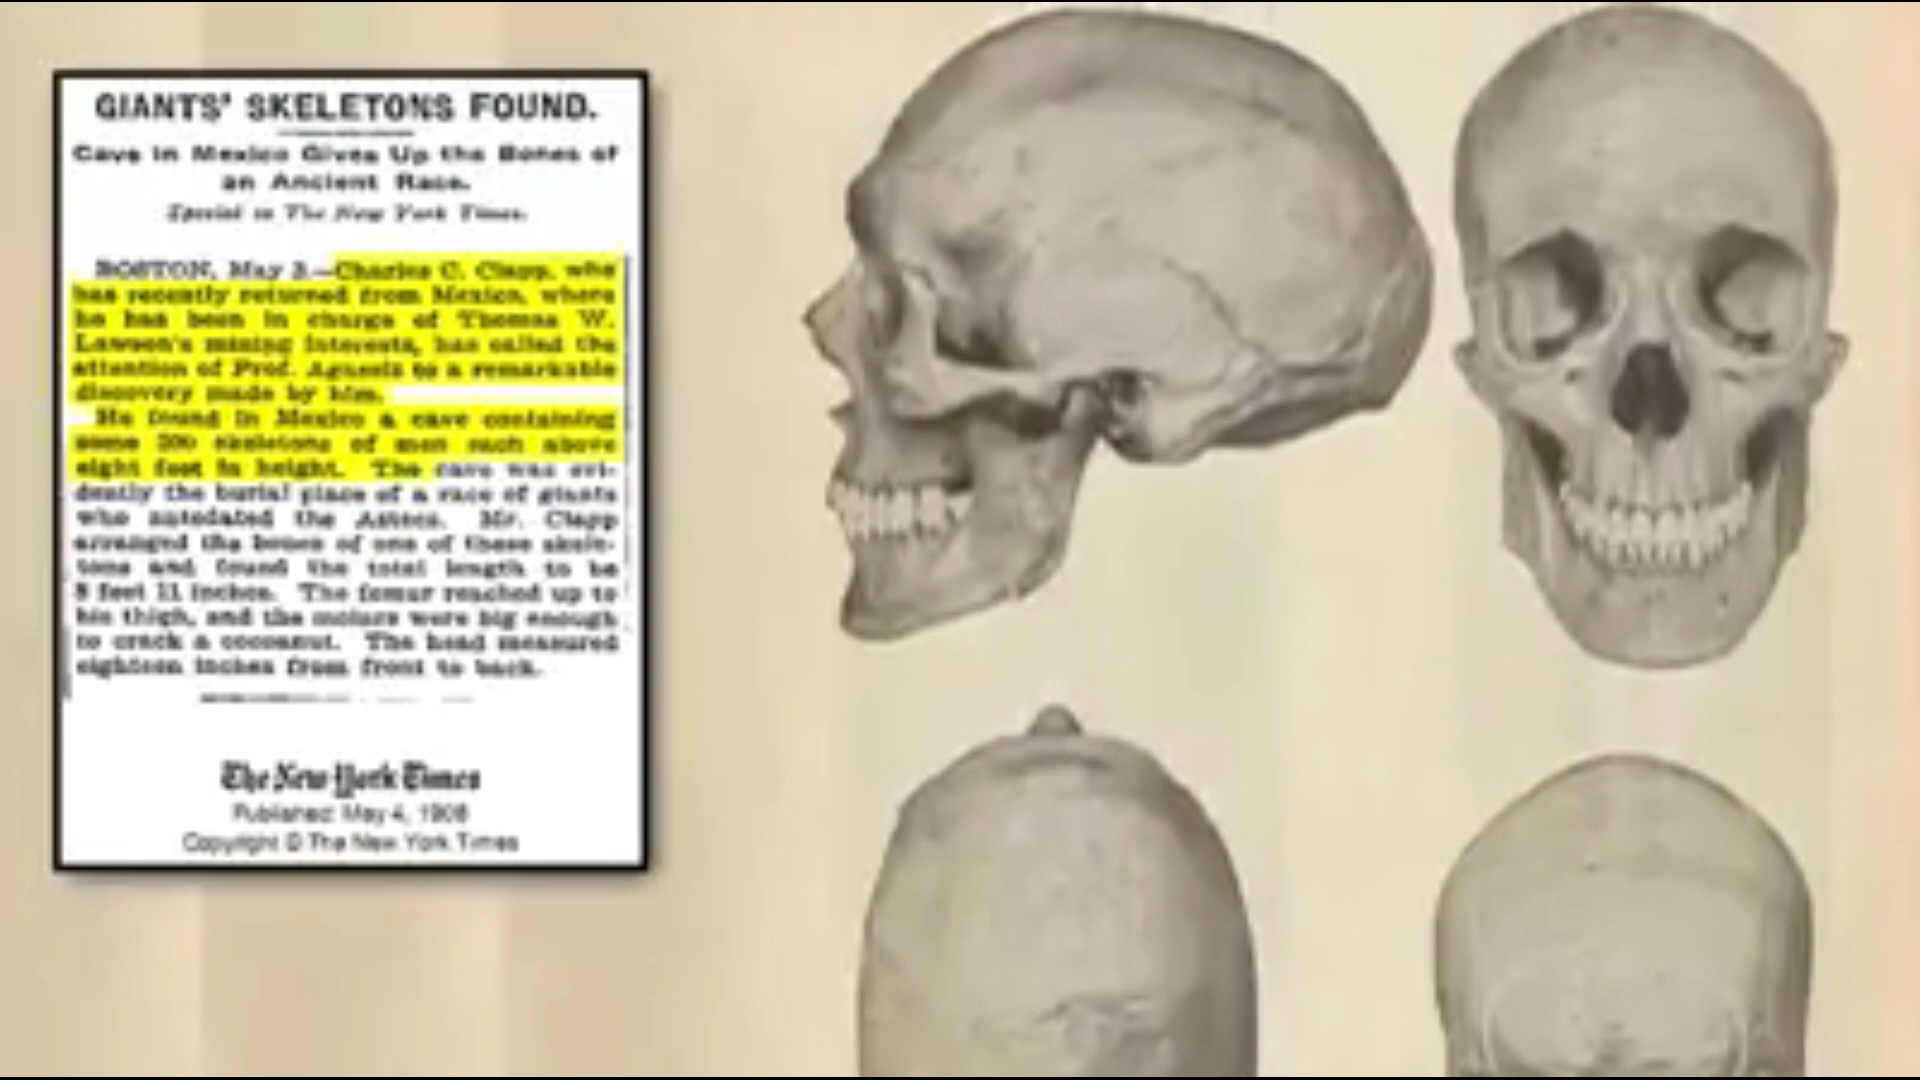 GIANTS' SKELETONS FOUND.
Cave in Mexico Gives Up the Bones of
an Ancient Race.
Special to The New York Times.
BOSTON, May 3.—Charles C. Clapp, who
has recently returned from Mexico, where
he has been in charge of Thomas W.
Lawson's mining interests, has called the
attention of Prof. Agassiz to a remarkable
discovery made by him.
He found in Mexico a cave containing
some 200 skeletons of men each above
eight feet in height. The cave was evi-
dently the burial place of a race of giants
who antedated the Aztecs. Mr. Clapp
arranged the bones of one of these skele-
tons and found the total length to be
8 feet 11 inches. The femur reached up to
his thigh, and the molars were big enough
to crack a cocoanut. The head measured
eighteen inches from front to back.
The New York Times
Published: May 4, 1908
Copyright © The New York Times